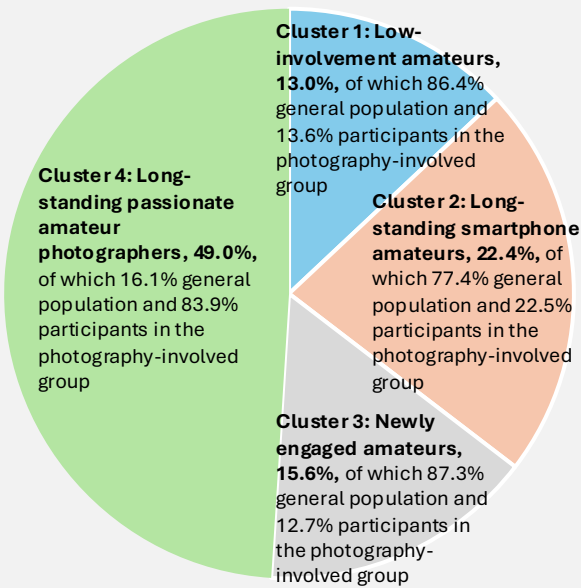 Cluster 1: Low-
involvement amateurs,
13.0%, of which 86.4%
general population and
13.6% participants in the
photography-involved
group
Cluster 2: Long-
standing smartphone
amateurs, 22.4%, of
which 77.4% general
population and 22.5%
participants in the
photography-involved
group
Cluster 3: Newly
engaged amateurs,
15.6%, of which 87.3%
general population and
12.7% participants in
the photography-
involved group
Cluster 4: Long-
standing passionate
amateur
photographers, 49.0%,
of which 16.1% general
population and 83.9%
participants in the
photography-involved
group